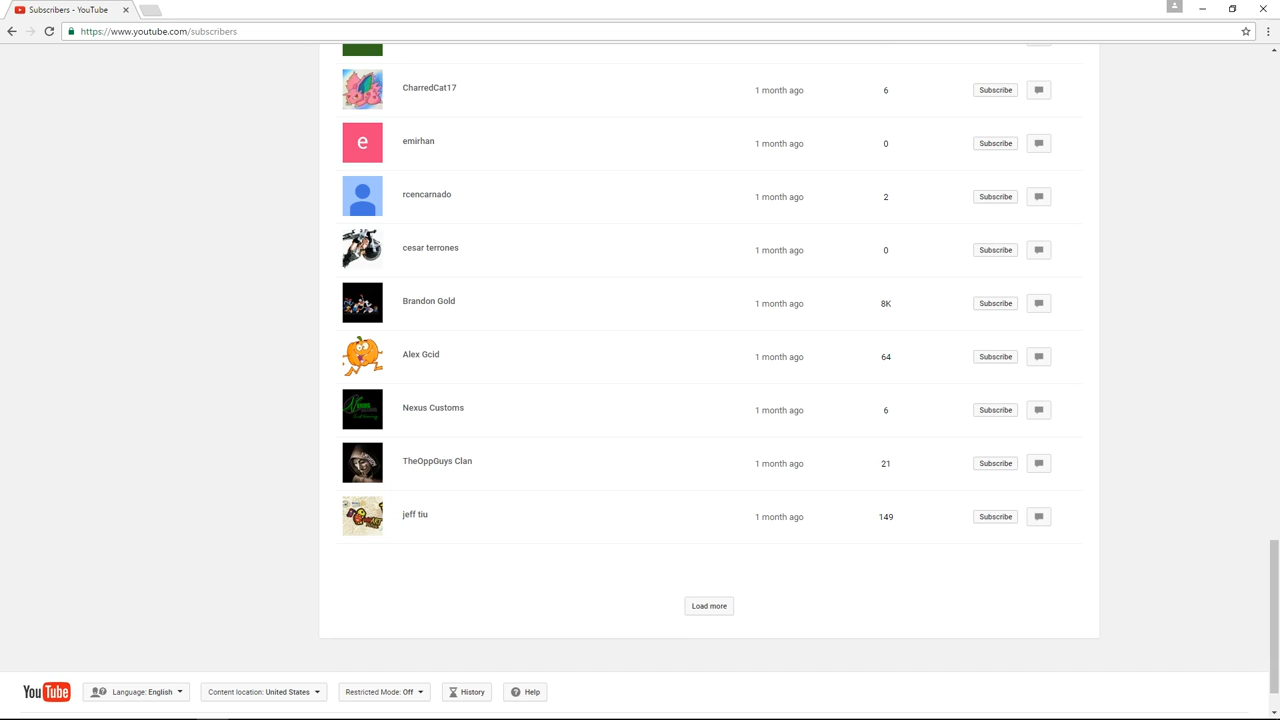 Subscribers - YouTube
https://www.youtube.com/subscribers
CharredCat17 1 month ago 6 Subscribe
e emirhan 1 month ago 0 Subscribe
rcencarnado 1 month ago 2 Subscribe
cesar terrones 1 month ago 0 Subscribe
Brandon Gold 1 month ago 8K Subscribe
Alex Gcid 1 month ago 64 Subscribe
Nexus Customs 1 month ago 6 Subscribe
TheOppGuys Clan 1 month ago 21 Subscribe
jeff tiu 1 month ago 149 Subscribe
Load more
YouTube Language: English Content location: United States Restricted Mode: Off History Help